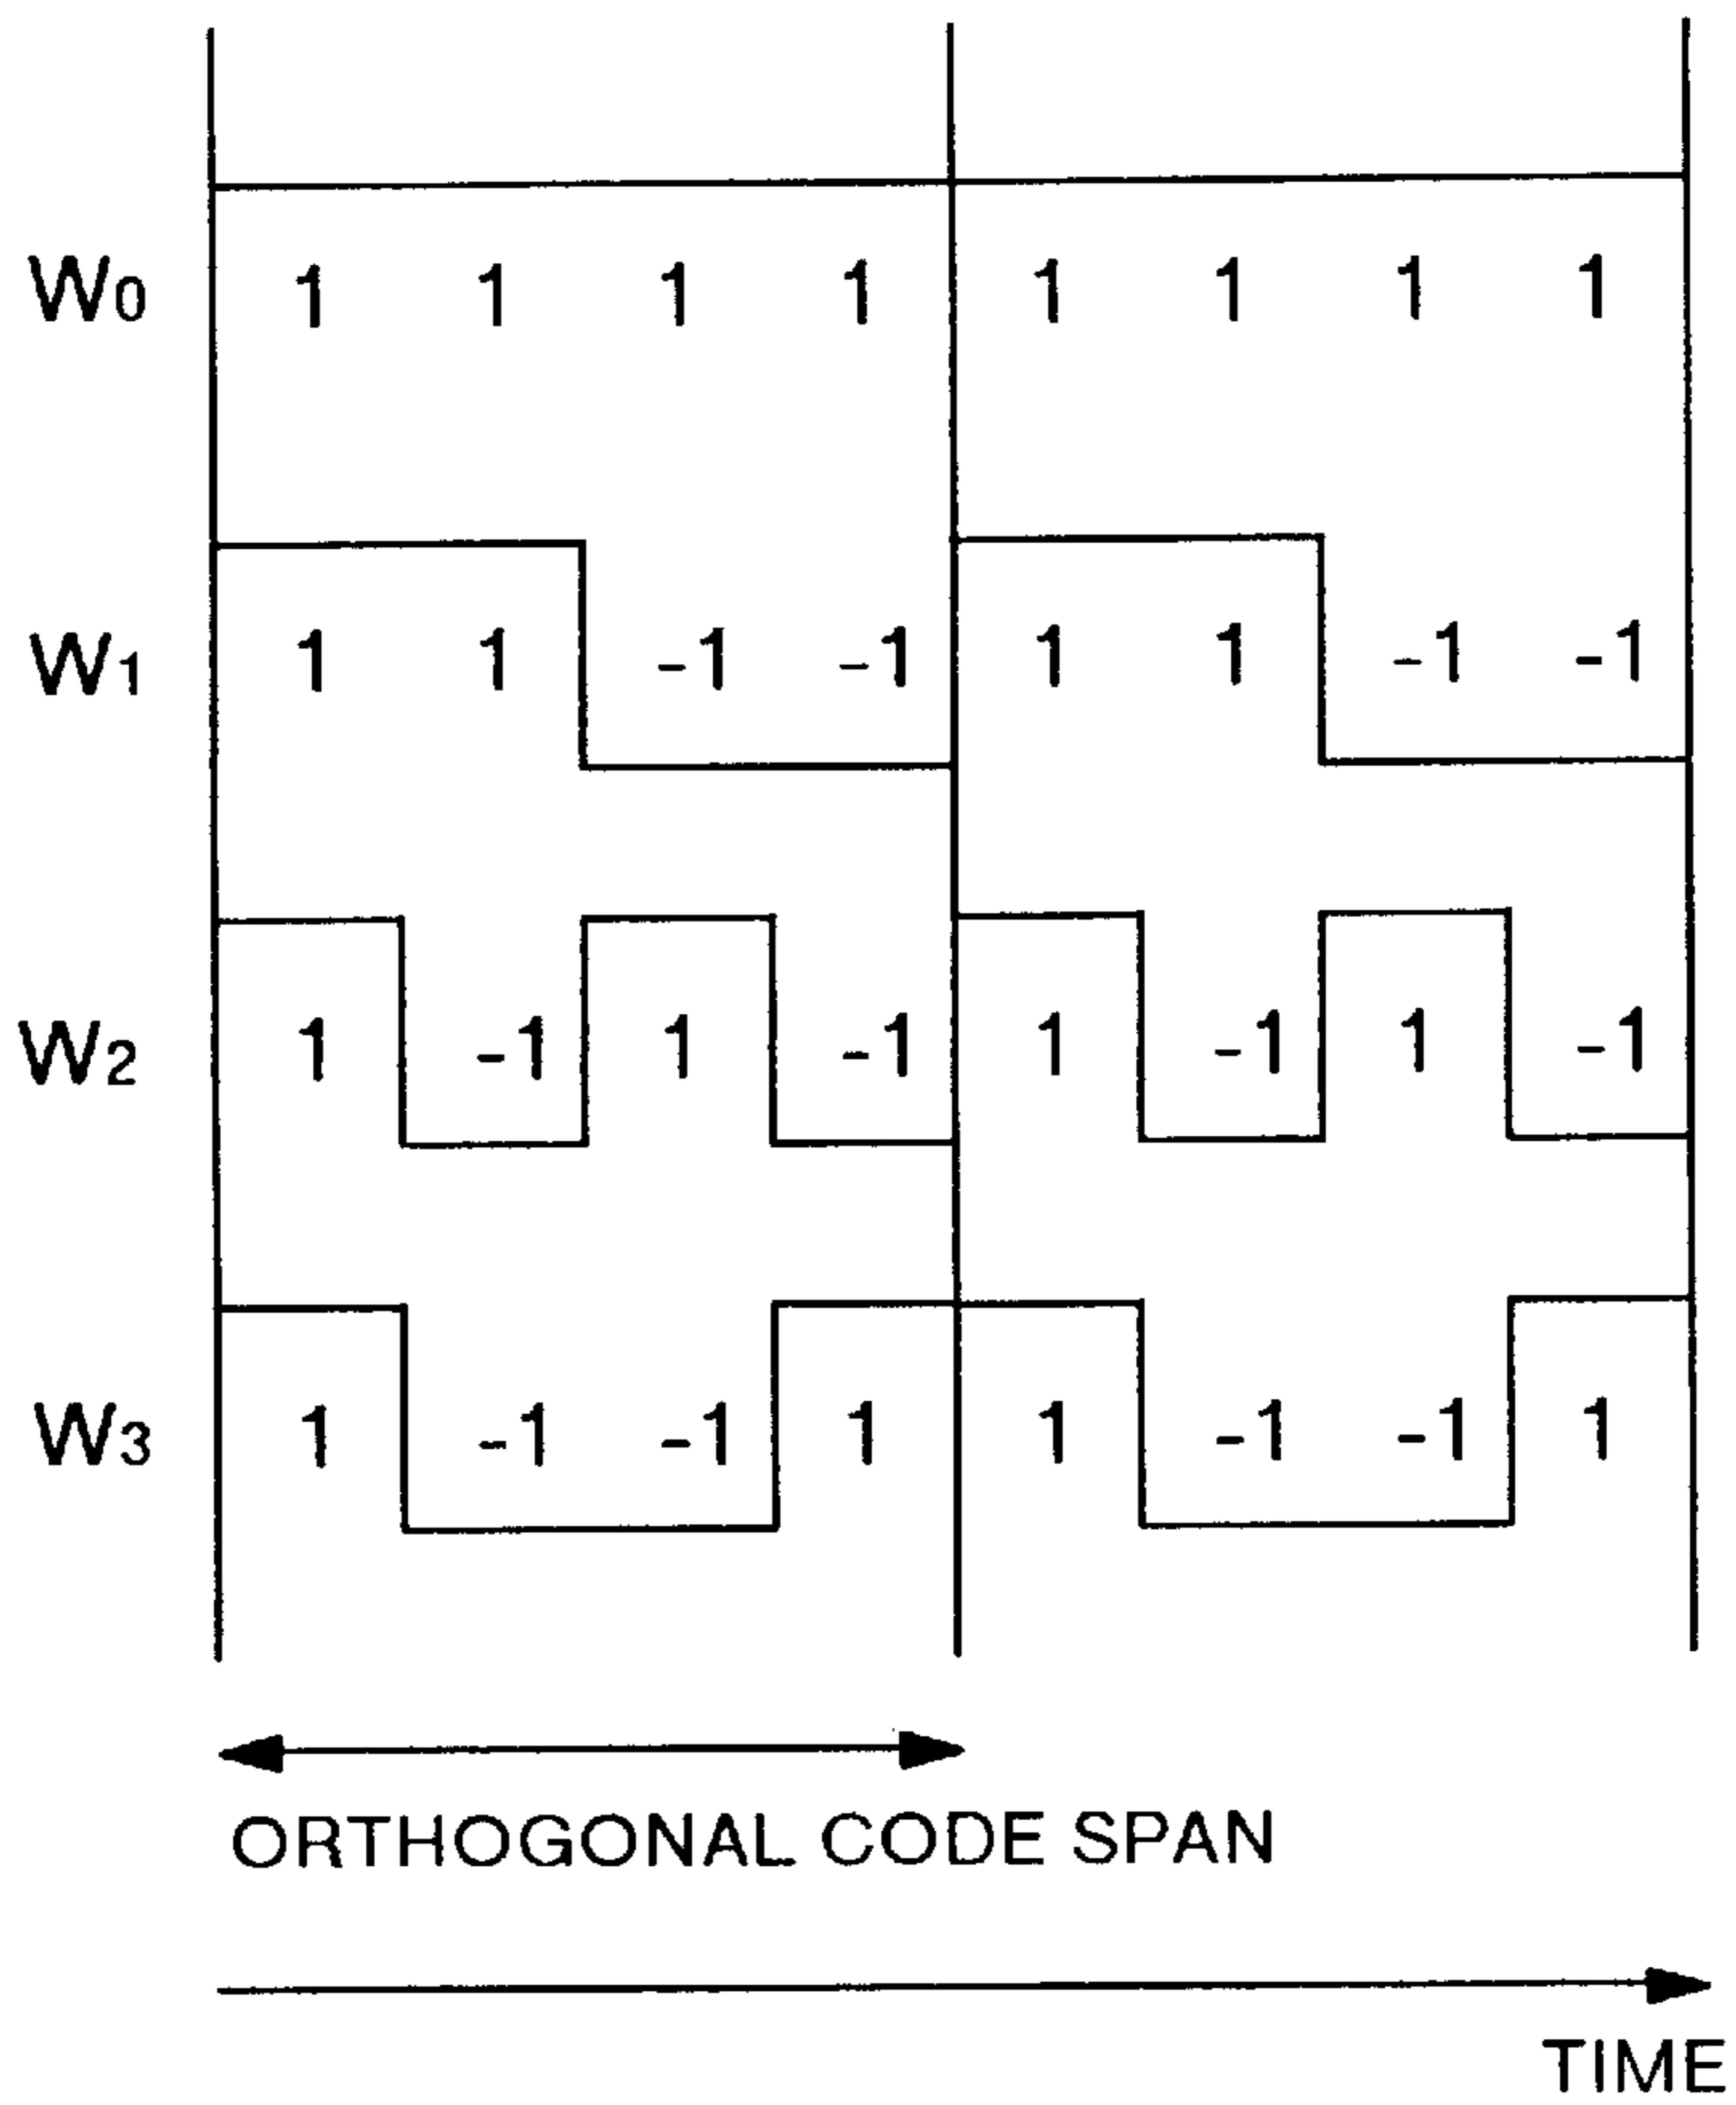 W0 1 1 1 1 1 1 1 1
W1 1 1 -1 -1 1 1 -1 -1
W2 1 -1 1 -1 1 -1 1 -1
W3 1 -1 -1 1 1 -1 -1 1
ORTHOGONAL CODE SPAN
TIME